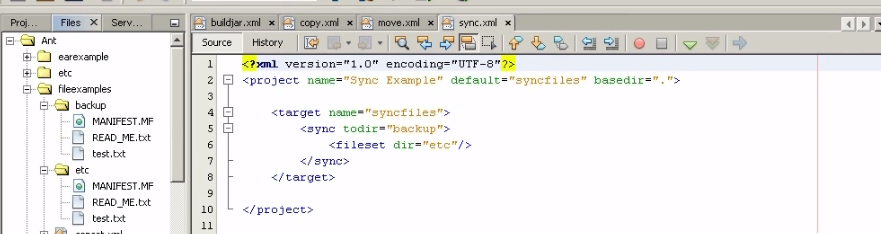 Proj... Files Serv...
buildjar.xml copy.xml move.xml sync.xml
Source History
Ant
earexample
etc
fileexamples
backup
MANIFEST.MF
READ_ME.txt
test.txt
etc
MANIFEST.MF
READ_ME.txt
test.txt
1 <?xml version="1.0" encoding="UTF-8"?>
2 <project name="Sync Example" default="syncfiles" basedir=".">
3
4 <target name="syncfiles">
5 <sync todir="backup">
6 <fileset dir="etc"/>
7 </sync>
8 </target>
9
10 </project>
11